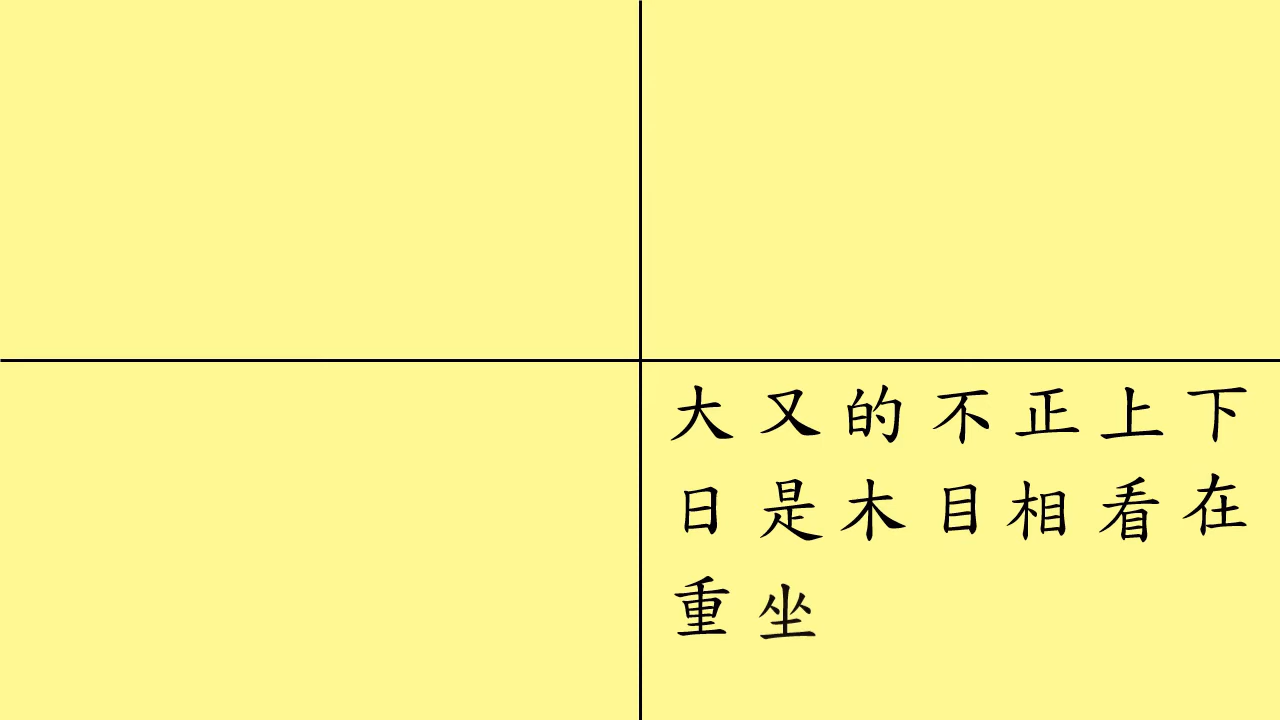 大又的不正上下
日是木目相看在
重坐